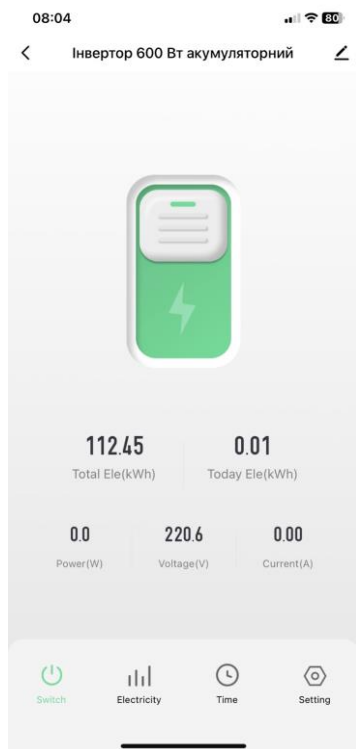 08:04
80
Інвертор 600 Вт акумуляторний
112.45
0.01
Total Ele(kWh)
Today Ele(kWh)
0.0
220.6
0.00
Power(W)
Voltage(V)
Current(A)
Switch
Electricity
Time
Setting